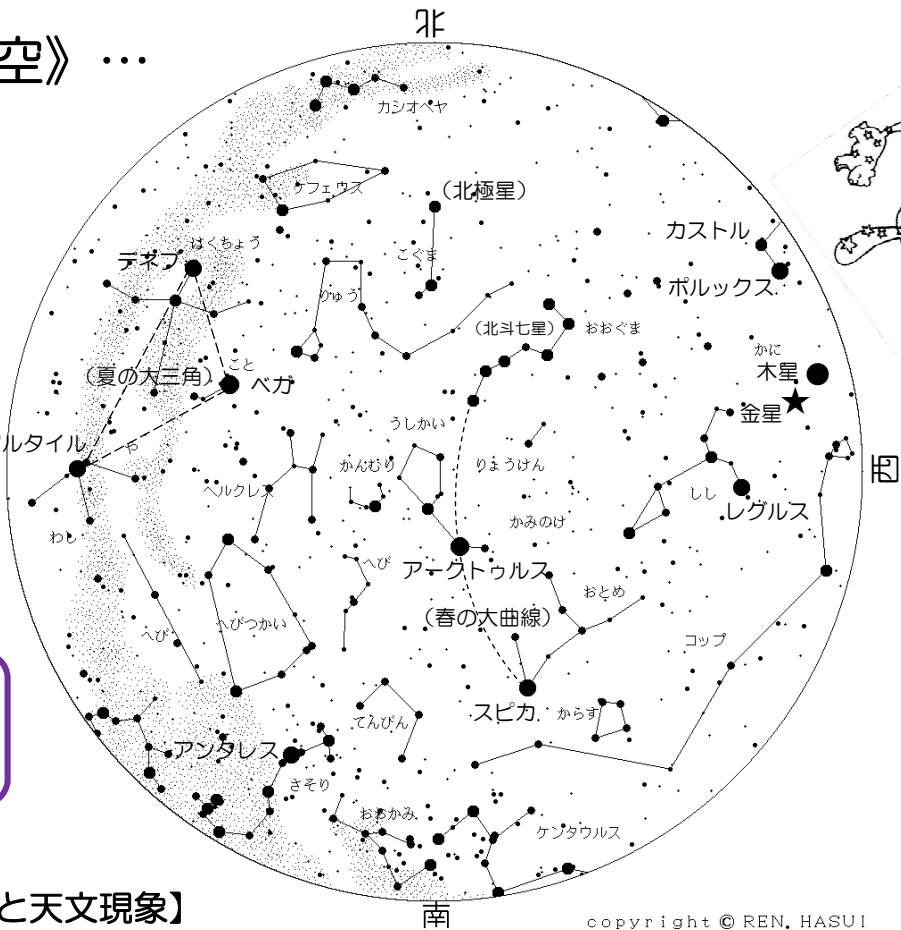 北
空》…
カシオペヤ
ケフェウス
(北極星)
カストル
はくちょう
デネブ
こぐま
りゅう
ポルックス
(北斗七星)
おおぐま
かに
木星
こと
(夏の大三角)
ベガ
金星
うしかい
ルタイル
や
かんむり
りょうけん
西
ヘルクレス
しし
レグルス
かみのけ
わし
へび
アークトゥルス
おとめ
(春の大曲線)
へびつかい
へび
コップ
スピカ
からす
てんびん
アンタレス
さそり
おおかみ
ケンタウルス
と天文現象】
南
copyright © REN. HASUI